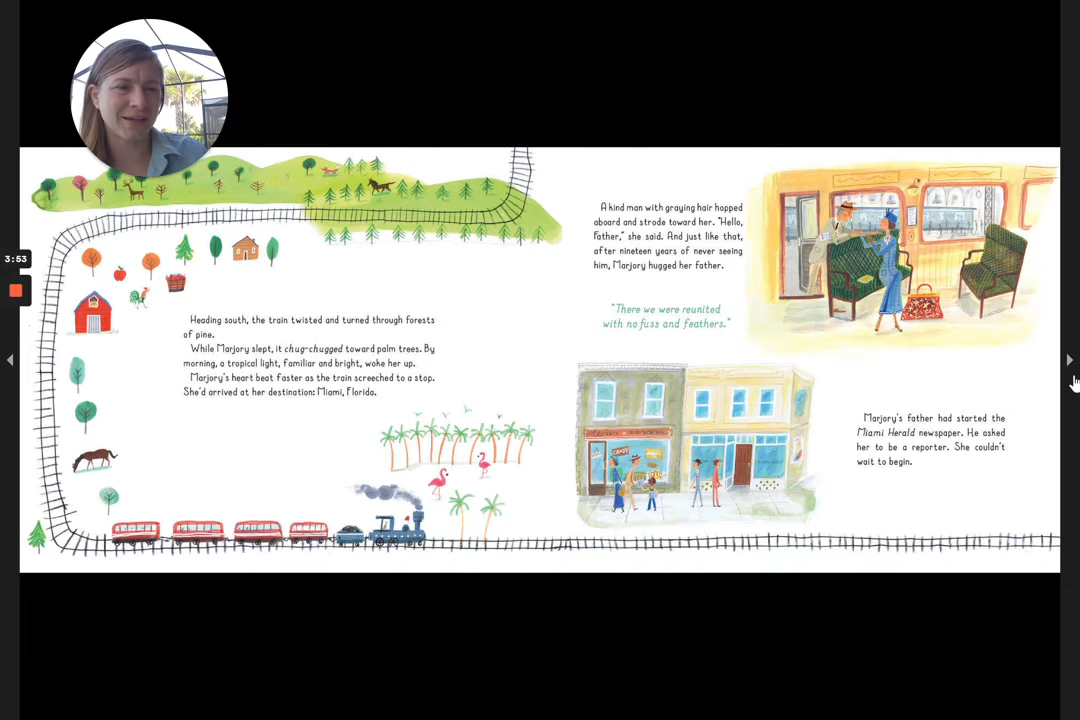 3:53
Heading south, the train twisted and turned through forests
of pine.
While Marjory slept, it chug-chugged toward palm trees. By
morning, a tropical light, familiar and bright, woke her up.
Marjory's heart beat faster as the train screeched to a stop.
She'd arrived at her destination: Miami, Florida.
A kind man with graying hair hopped
aboard and strode toward her. "Hello,
Father," she said. And just like that,
after nineteen years of never seeing
him, Marjory hugged her father.
"There we were reunited
with no fuss and feathers."
CANDY
Marjory's father had started the
Miami Herald newspaper. He asked
her to be a reporter. She couldn't
wait to begin.